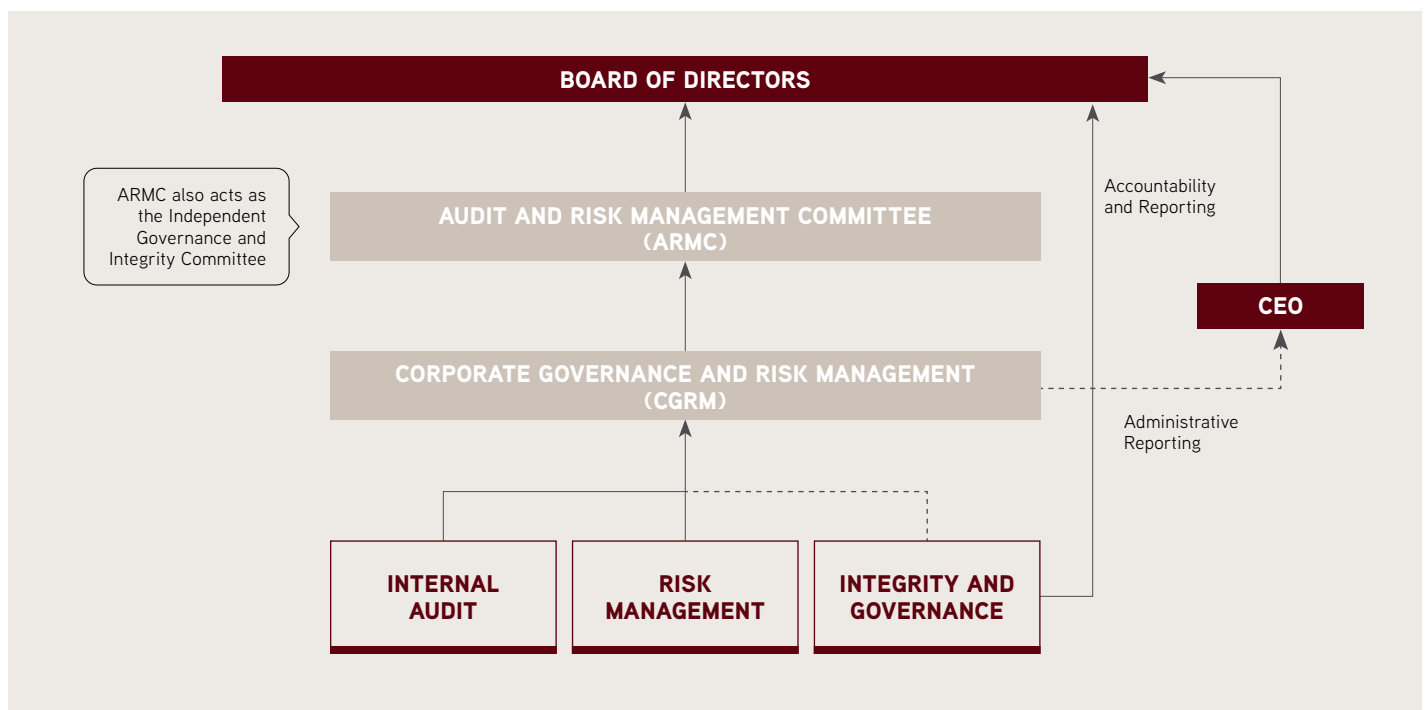 BOARD OF DIRECTORS
ARMC also acts as
the Independent
Governance and
Integrity Committee
AUDIT AND RISK MANAGEMENT COMMITTEE
(ARMC)
Accountability
and Reporting
CEO
CORPORATE GOVERNANCE AND RISK MANAGEMENT
(CGRM)
Administrative
Reporting
INTERNAL
AUDIT
RISK
MANAGEMENT
INTEGRITY AND
GOVERNANCE